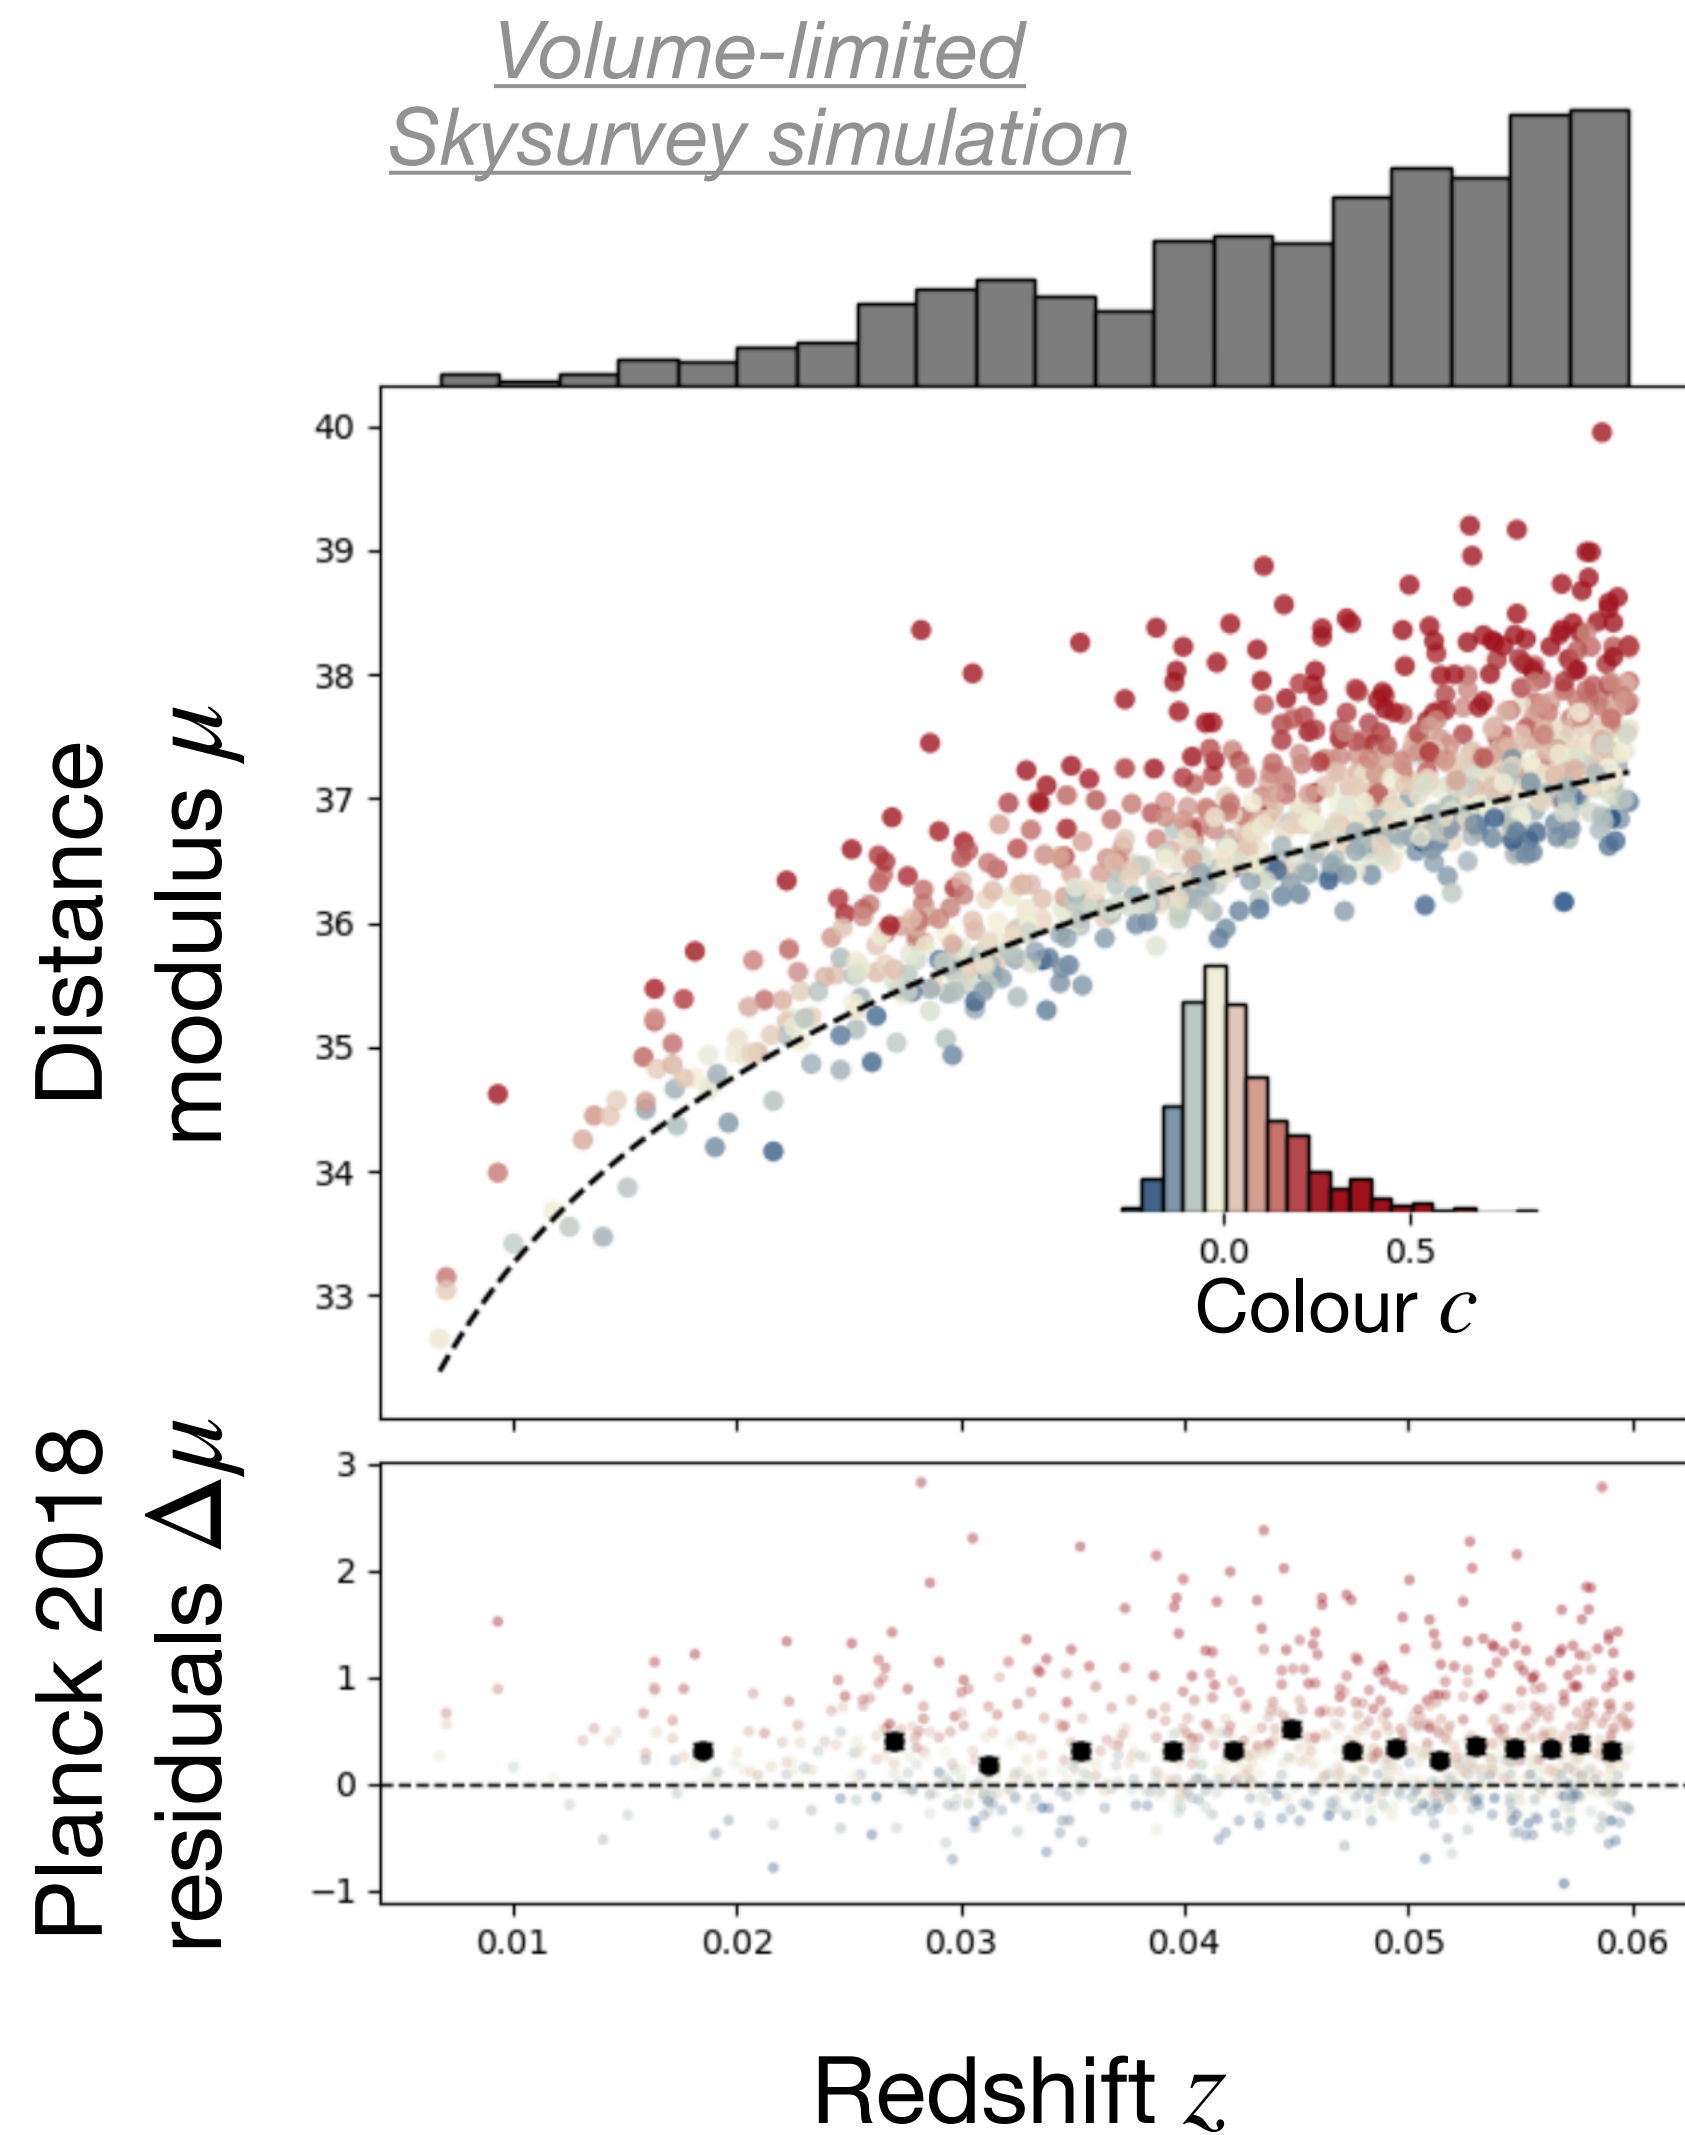 Volume-limited
Skysurvey simulation
40
39
38
37
36
35
34
33
Distance
modulus μ
0.0 0.5
Colour c
3
2
1
0
−1
Planck 2018
residuals Δμ
0.01 0.02 0.03 0.04 0.05 0.06
Redshift z